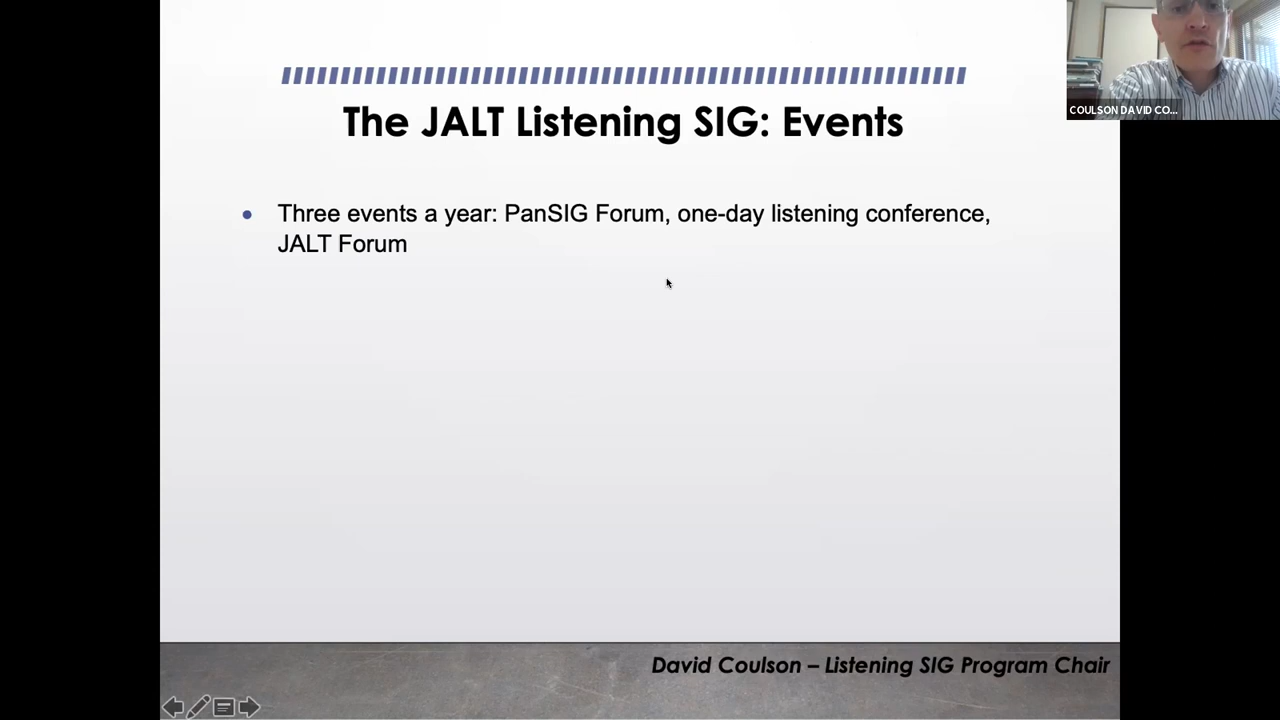 The JALT Listening SIG: Events
COULSON DAVID CO...
Three events a year: PanSIG Forum, one-day listening conference,
JALT Forum
David Coulson – Listening SIG Program Chair